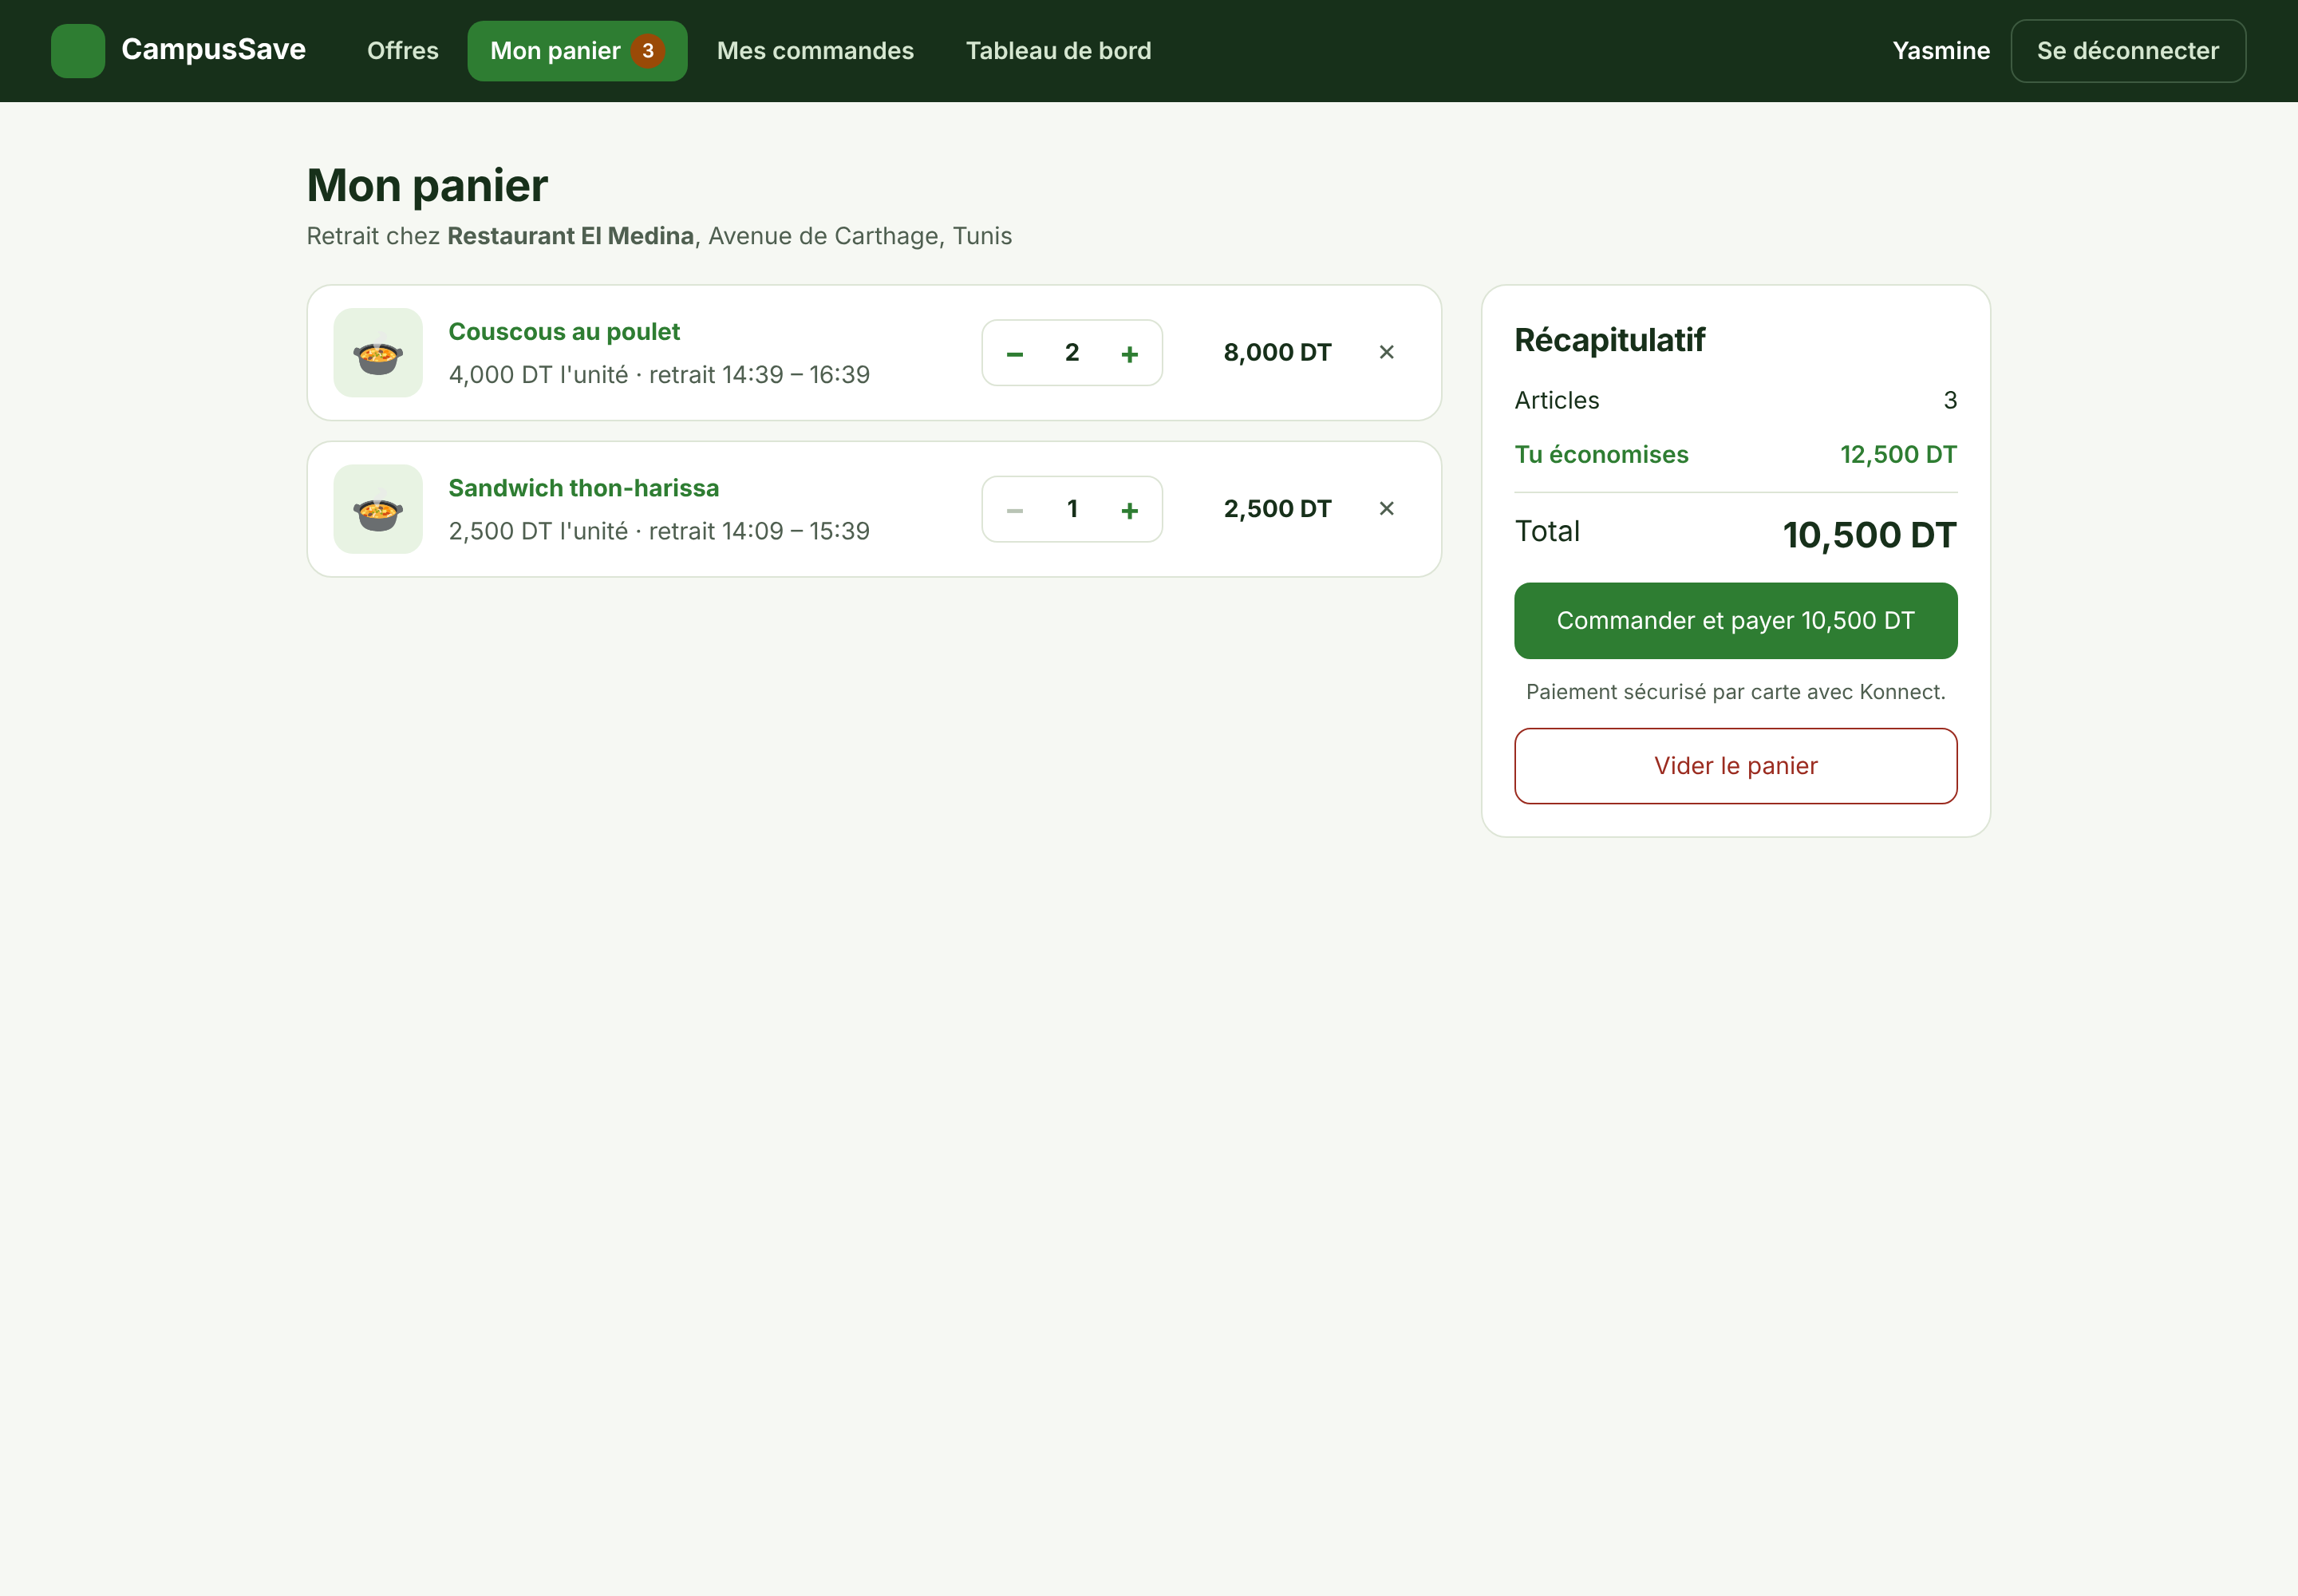 CampusSave
Offres
Mon panier 3
Mes commandes
Tableau de bord
Yasmine
Se déconnecter
Mon panier
Retrait chez Restaurant El Medina, Avenue de Carthage, Tunis
Couscous au poulet
4,000 DT l'unité · retrait 14:39 – 16:39
− 2 +
8,000 DT
×
Sandwich thon-harissa
2,500 DT l'unité · retrait 14:09 – 15:39
− 1 +
2,500 DT
×
Récapitulatif
Articles 3
Tu économises 12,500 DT
Total 10,500 DT
Commander et payer 10,500 DT
Paiement sécurisé par carte avec Konnect.
Vider le panier